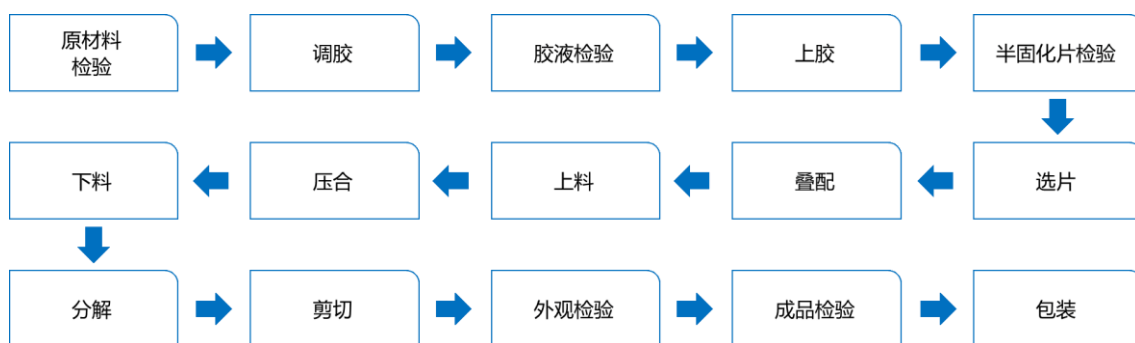 原材料
检验
调胶
胶液检验
上胶
半固化片检验
下料
压合
上料
叠配
选片
分解
剪切
外观检验
成品检验
包装